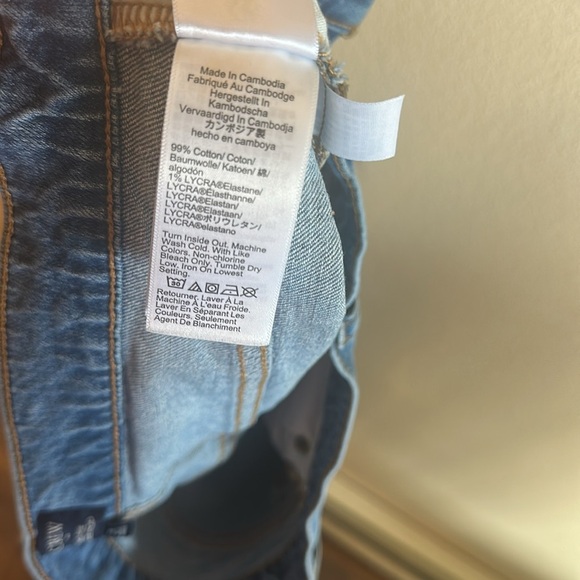 Made In Cambodia
Fabriqué Au Cambodge
Hergestellt In
Kambodscha
Vervaardigd In Cambodja
カンボジア製
hecho en camboya
99% Cotton/ Coton/
Baumwolle/ Katoen/ 綿/
algodón
1% LYCRA®Elastane/
LYCRA®Élasthanne/
LYCRA®Elastan/
LYCRA®Elastaan/
LYCRA®ポリウレタン/
LYCRA®elastano
Turn Inside Out. Machine
Wash Cold. With Like
Colors. Non-chlorine
Bleach Only. Tumble Dry
Low, Iron On Lowest
Setting.
30
Retourner. Laver À La
Machine À L'eau Froide.
Laver En Séparant Les
Couleurs. Seulement
Agent De Blanchiment